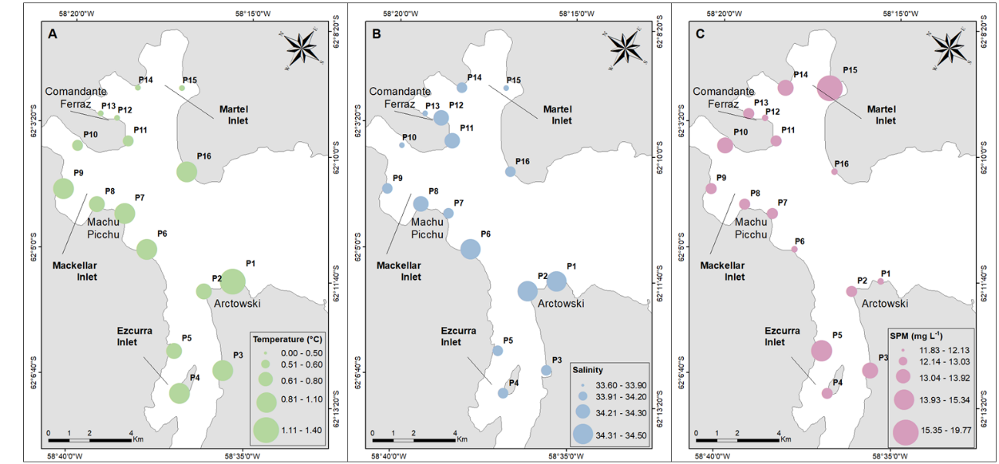 58°20'0"W 58°15'0"W 58°20'0"W 58°15'0"W 58°20'0"W 58°15'0"W
A
N E W S
62°8'20"S
P14 P15
Comandante
Ferraz
P13 P12
Martel
Inlet
62°3'20"S
P10 P11
P16
62°10'0"S
P9
P8 P7
Machu
Picchu
P6
62°5'0"S
Mackellar
Inlet
P1
P2
62°11'40"S
Arctowski
Ezcurra
Inlet
P5
P3
P4
62°6'40"S
62°13'20"S
Temperature (°C)
0.00 - 0.50
0.51 - 0.60
0.61 - 0.80
0.81 - 1.10
1.11 - 1.40
0 1 2 4
Km
B
N E W S
62°8'20"S
P14 P15
Comandante
Ferraz
P13 P12
Martel
Inlet
62°3'20"S
P10 P11
P16
62°10'0"S
P9
P8 P7
Machu
Picchu
P6
62°5'0"S
Mackellar
Inlet
P1
P2
62°11'40"S
Arctowski
Ezcurra
Inlet
P5
P3
P4
62°6'40"S
62°13'20"S
Salinity
33.60 - 33.90
33.91 - 34.20
34.21 - 34.30
34.31 - 34.50
0 1 2 4
Km
C
N E W S
62°8'20"S
P14 P15
Comandante
Ferraz
P13 P12
Martel
Inlet
62°3'20"S
P10 P11
P16
62°10'0"S
P9
P8 P7
Machu
Picchu
P6
62°5'0"S
Mackellar
Inlet
P1
P2
62°11'40"S
Arctowski
Ezcurra
Inlet
P5
P3
P4
62°6'40"S
62°13'20"S
SPM (mg L⁻¹)
11.83 - 12.13
12.14 - 13.03
13.04 - 13.92
13.93 - 15.34
15.35 - 19.77
0 1 2 4
Km
58°40'0"W 58°35'0"W 58°40'0"W 58°35'0"W 58°40'0"W 58°35'0"W